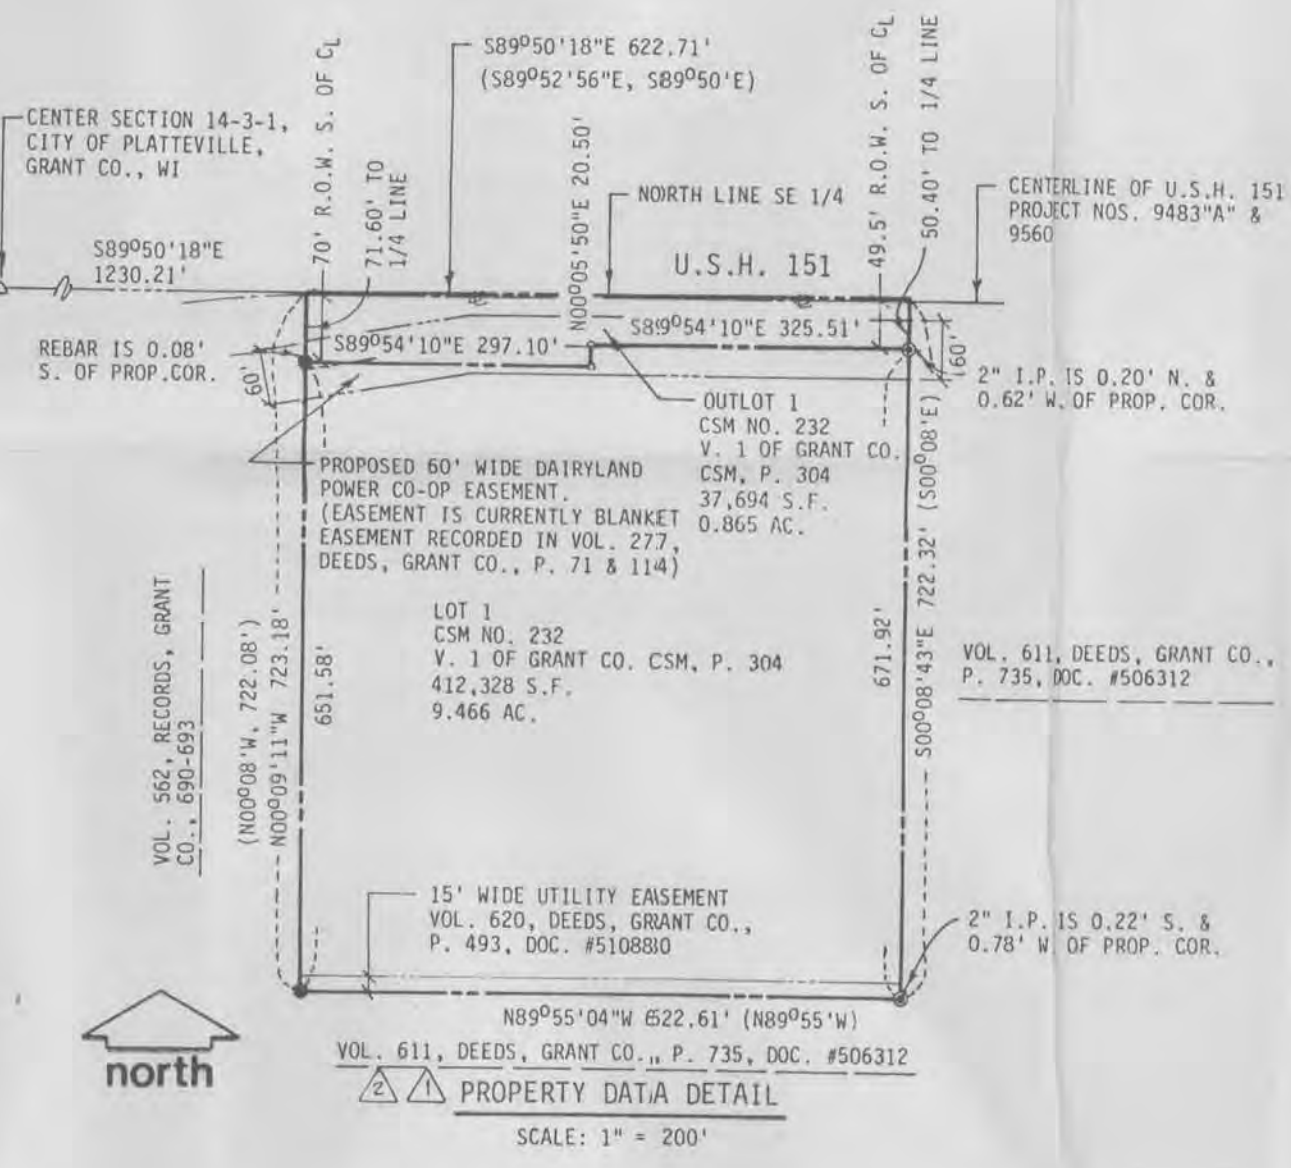 S89°50'18"E 622.71'
(S89°52'56"E, S89°50'E)
70' R.O.W. S. OF CL
49.5' R.O.W. S. OF CL
50.40' TO 1/4 LINE
CENTER SECTION 14-3-1,
CITY OF PLATTEVILLE,
GRANT CO., WI
71.60' TO
1/4 LINE
N00°05'50"E 20.50'
NORTH LINE SE 1/4
CENTERLINE OF U.S.H. 151
PROJECT NOS. 9483"A" &
9560
S89°50'18"E
1230.21'
U.S.H. 151
REBAR IS 0.08'
S. OF PROP.COR.
S89°54'10"E 297.10'
S89°54'10"E 325.51'
60'
60'
2" I.P. IS 0.20' N. &
0.62' W. OF PROP. COR.
OUTLOT 1
CSM NO. 232
V. 1 OF GRANT CO.
CSM, P. 304
37,694 S.F.
0.865 AC.
PROPOSED 60' WIDE DAIRYLAND
POWER CO-OP EASEMENT.
(EASEMENT IS CURRENTLY BLANKET
EASEMENT RECORDED IN VOL. 277,
DEEDS, GRANT CO., P. 71 & 114)
VOL. 562, RECORDS, GRANT
CO., 690-693
(N00°08'W, 722.08')
N00°09'11"W 723.18'
651.58'
LOT 1
CSM NO. 232
V. 1 OF GRANT CO. CSM, P. 304
412,328 S.F.
9.466 AC.
671.92'
S00°08'43"E 722.32' (S00°08'E)
VOL. 611, DEEDS, GRANT CO.,
P. 735, DOC. #506312
15' WIDE UTILITY EASEMENT
VOL. 620, DEEDS, GRANT CO.,
P. 493, DOC. #510880
2" I.P. IS 0.22' S. &
0.78' W. OF PROP. COR.
N89°55'04"W 622.61' (N89°55'W)
VOL. 611, DEEDS, GRANT CO., P. 735, DOC. #506312
north
2 1 PROPERTY DATA DETAIL
SCALE: 1" = 200'